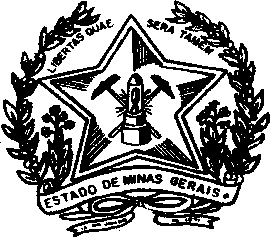 LIBERTAS QUAE SERA TAMEN
ESTADO DE MINAS GERAIS